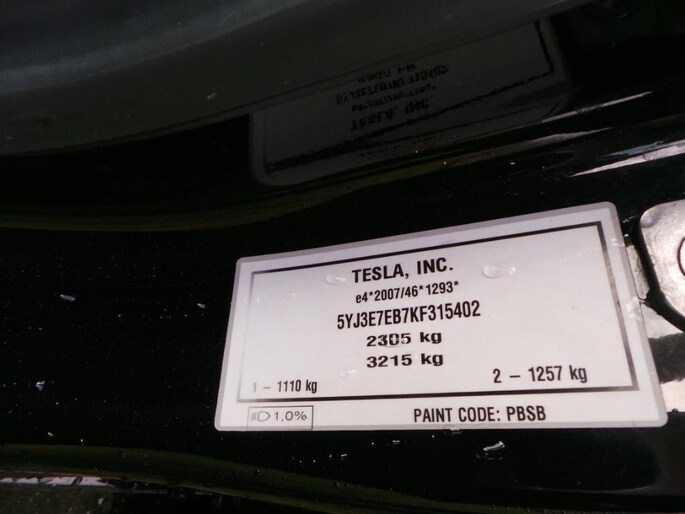 TESLA, INC.
e4*2007/46*1293*
5YJ3E7EB7KF315402
2305 kg
3215 kg
1 – 1110 kg
2 – 1257 kg
1,0%
PAINT CODE: PBSB